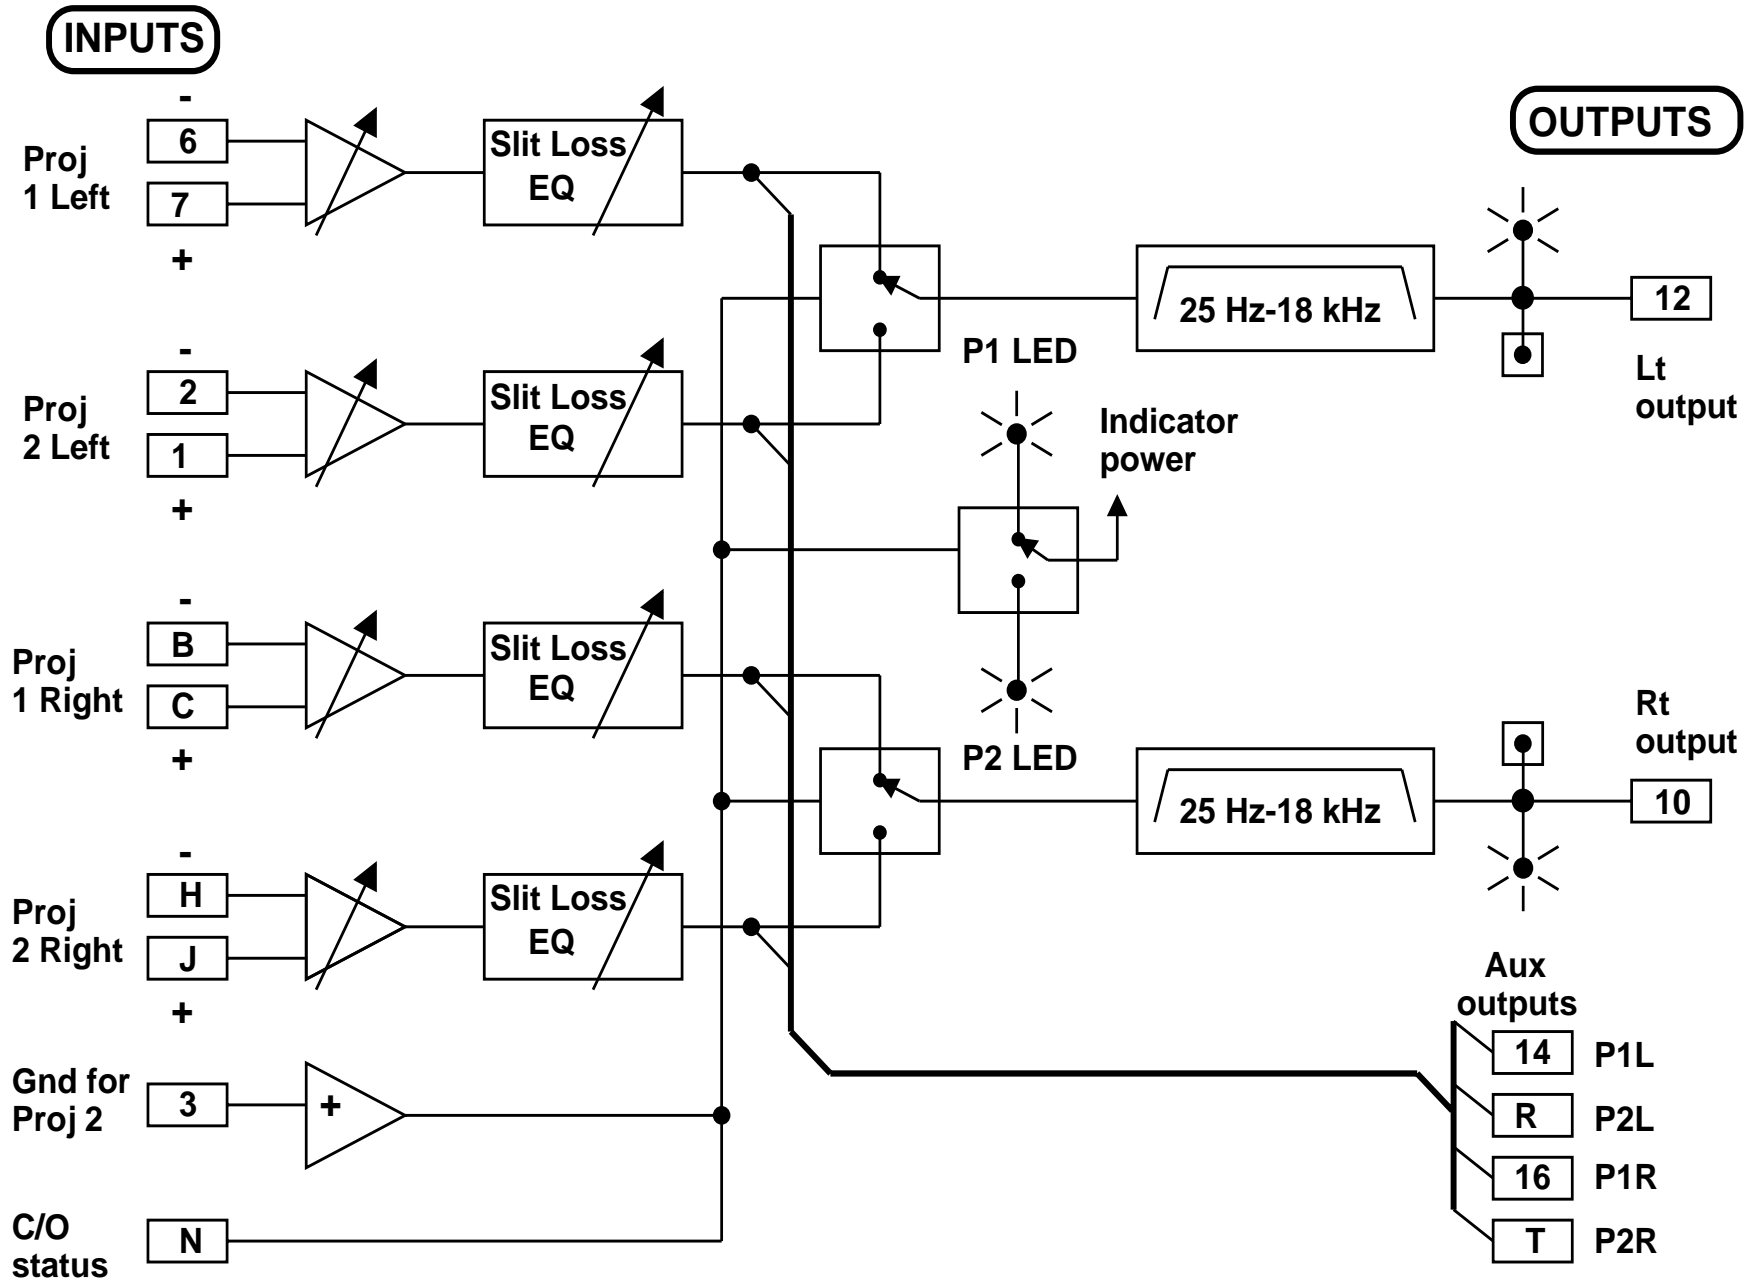 INPUTS
OUTPUTS
-
6
Proj
1 Left
7
+
Slit Loss
EQ
-
2
Proj
2 Left
1
+
Slit Loss
EQ
-
B
Proj
1 Right
C
+
Slit Loss
EQ
-
H
Proj
2 Right
J
+
Slit Loss
EQ
Gnd for
Proj 2
3
+
C/O
status
N
25 Hz-18 kHz
12
Lt
output
P1 LED
Indicator
power
P2 LED
25 Hz-18 kHz
Rt
output
10
Aux
outputs
14 P1L
R P2L
16 P1R
T P2R